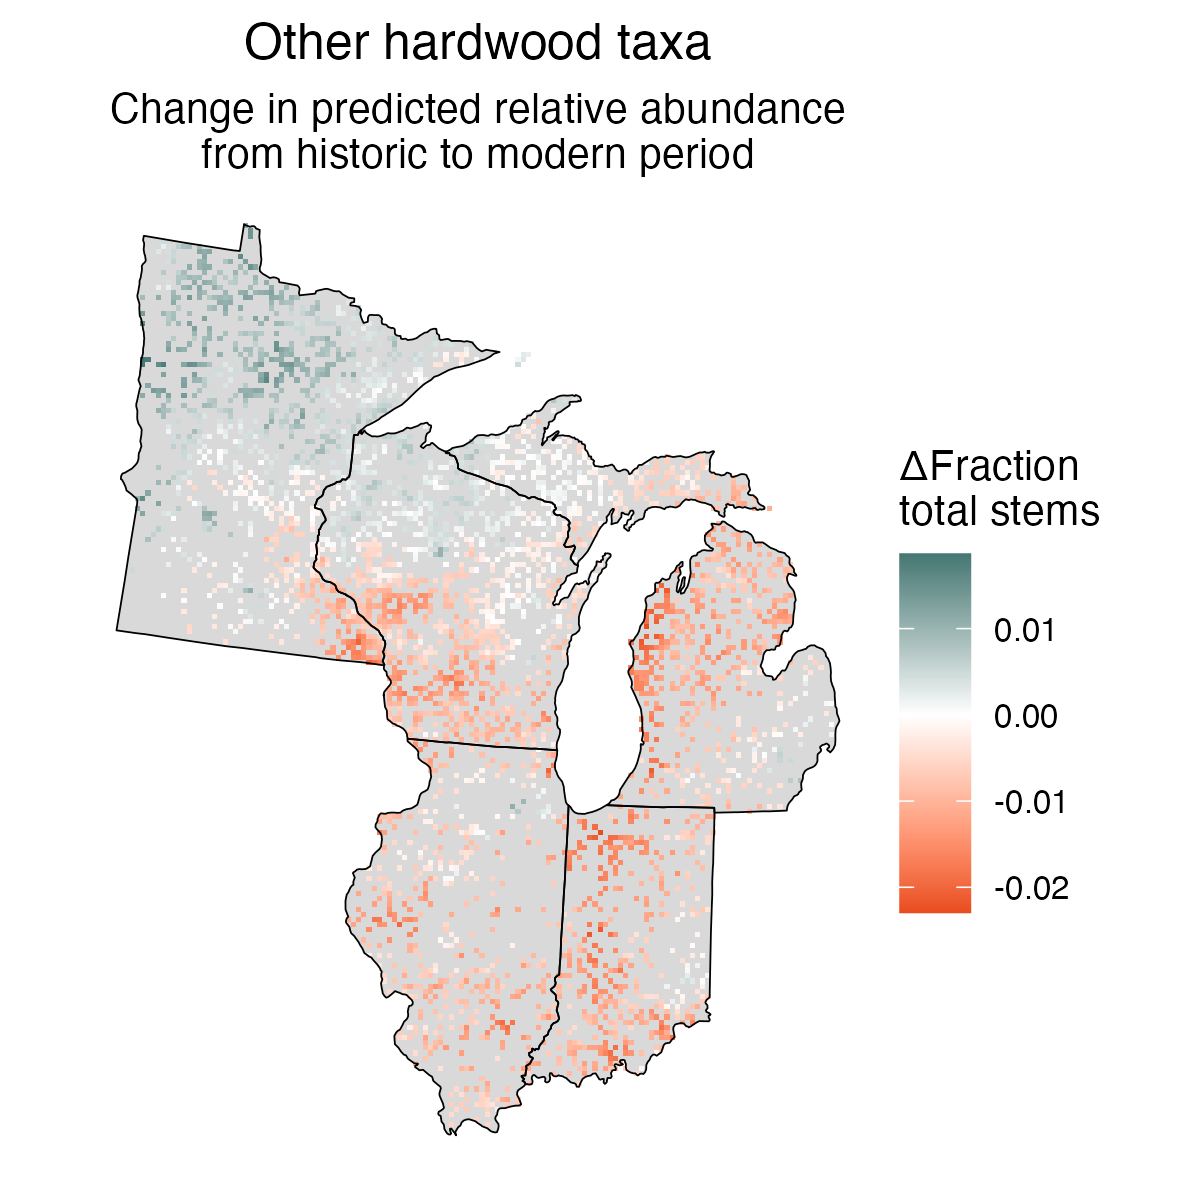 Other hardwood taxa
Change in predicted relative abundance
from historic to modern period
ΔFraction
total stems
0.01
0.00
-0.01
-0.02